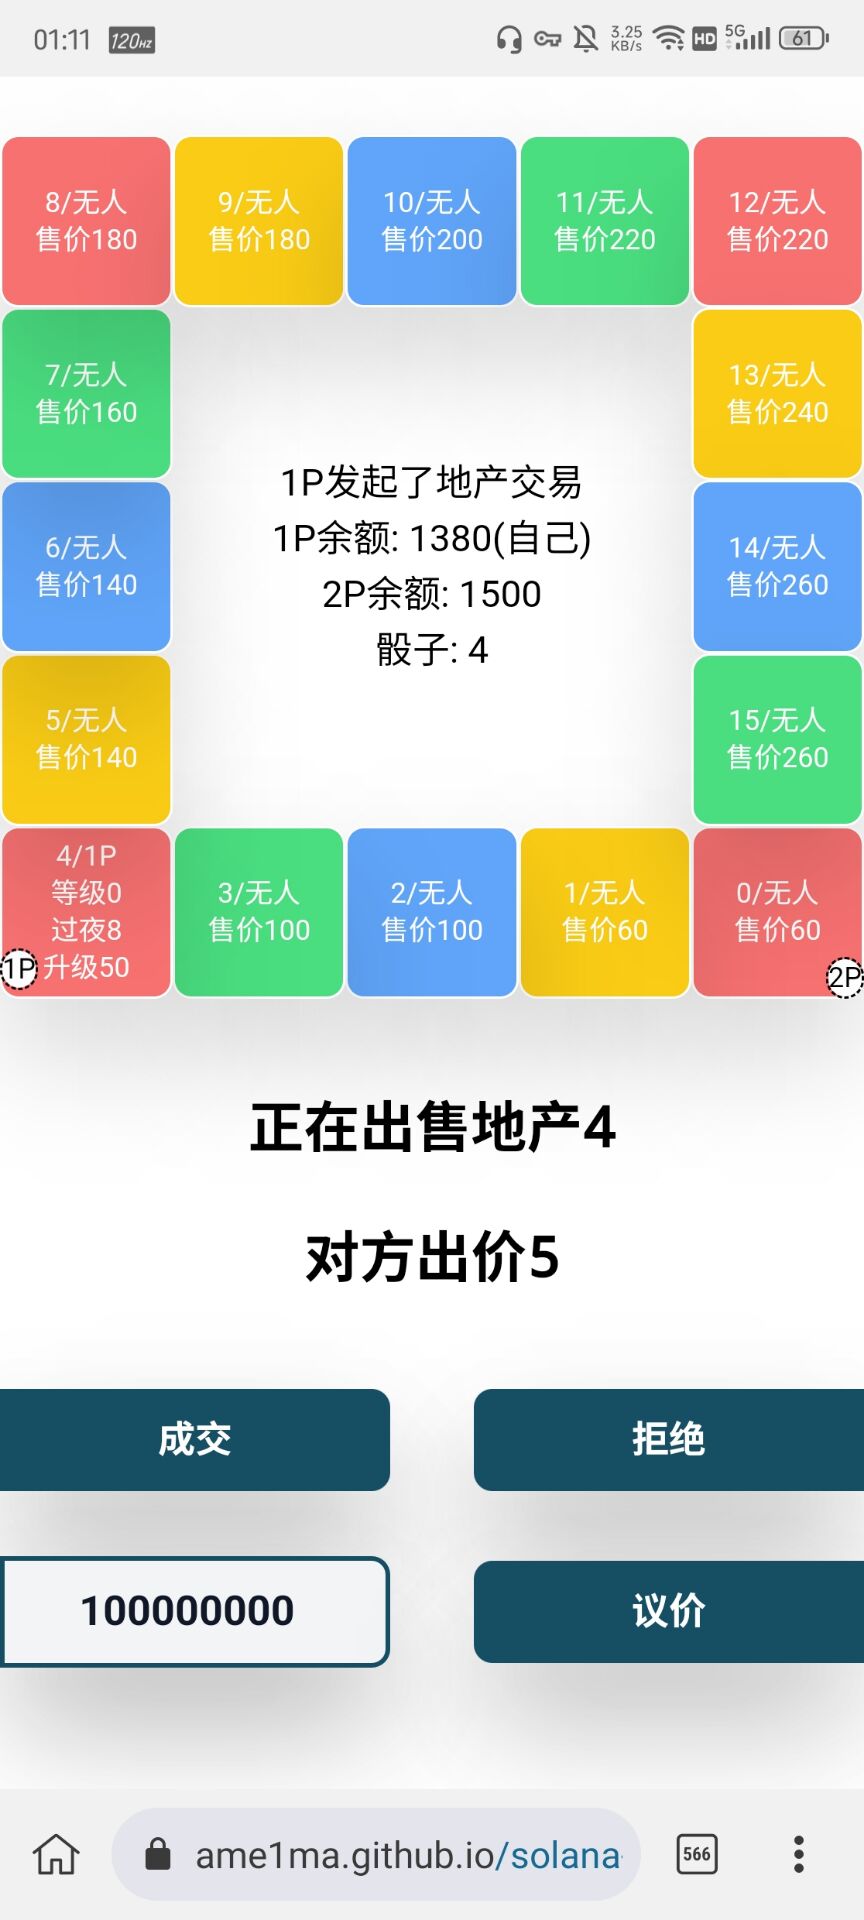 01:11 120HZ 3.25 KB/s HD 5G 61
8/无人 9/无人 10/无人 11/无人 12/无人
售价180 售价180 售价200 售价220 售价220
7/无人 13/无人
售价160 售价240
1P发起了地产交易
1P余额: 1380(自己)
6/无人 14/无人
售价140 售价260
2P余额: 1500
骰子: 4
5/无人 15/无人
售价140 售价260
4/1P
等级0 3/无人 2/无人 1/无人 0/无人
过夜8 售价100 售价100 售价60 售价60
1P 升级50 2P
正在出售地产4
对方出价5
成交 拒绝
100000000 议价
ame1ma.github.io/solana 566